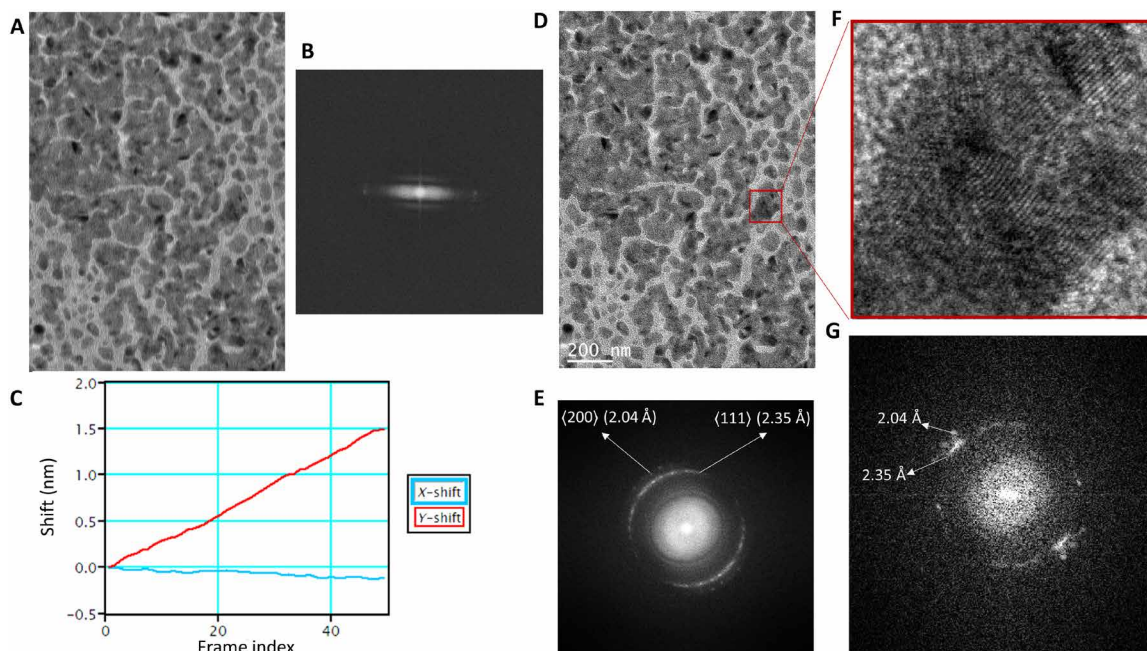 A
B
C
2.0
1.5
1.0
0.5
0.0
-0.5
0
20
40
Shift (nm)
Frame index
X-shift
Y-shift
D
200 nm
E
⟨200⟩ (2.04 Å)
⟨111⟩ (2.35 Å)
F
G
2.04 Å
2.35 Å